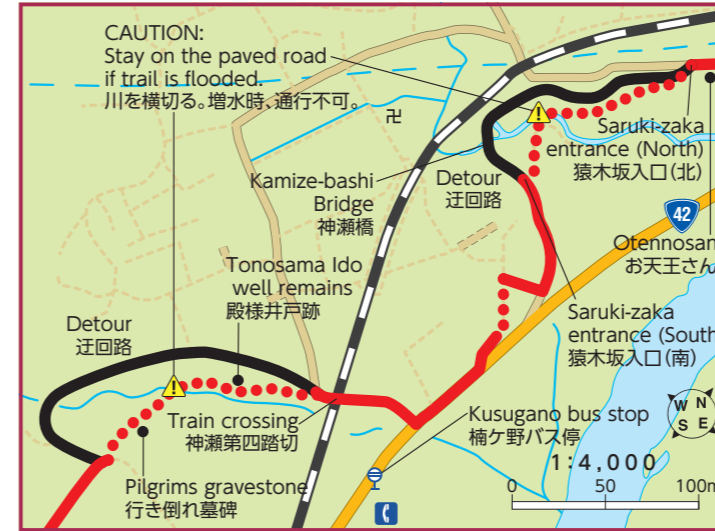 CAUTION:
Stay on the paved road
if trail is flooded.
川を横切る。増水時、通行不可。
卍
Saruki-zaka
entrance (North)
猿木坂入口(北)
Kamize-bashi
Bridge
神瀬橋
Detour
迂回路
42
Otennosan
お天王さん
Tonosama Ido
well remains
殿様井戸跡
Detour
迂回路
Saruki-zaka
entrance (South
猿木坂入口(南)
Train crossing
神瀬第四踏切
Kusugano bus stop
楠ケ野バス停
W N
S E
1:4,000
0 50 100m
Pilgrims gravestone
行き倒れ墓碑